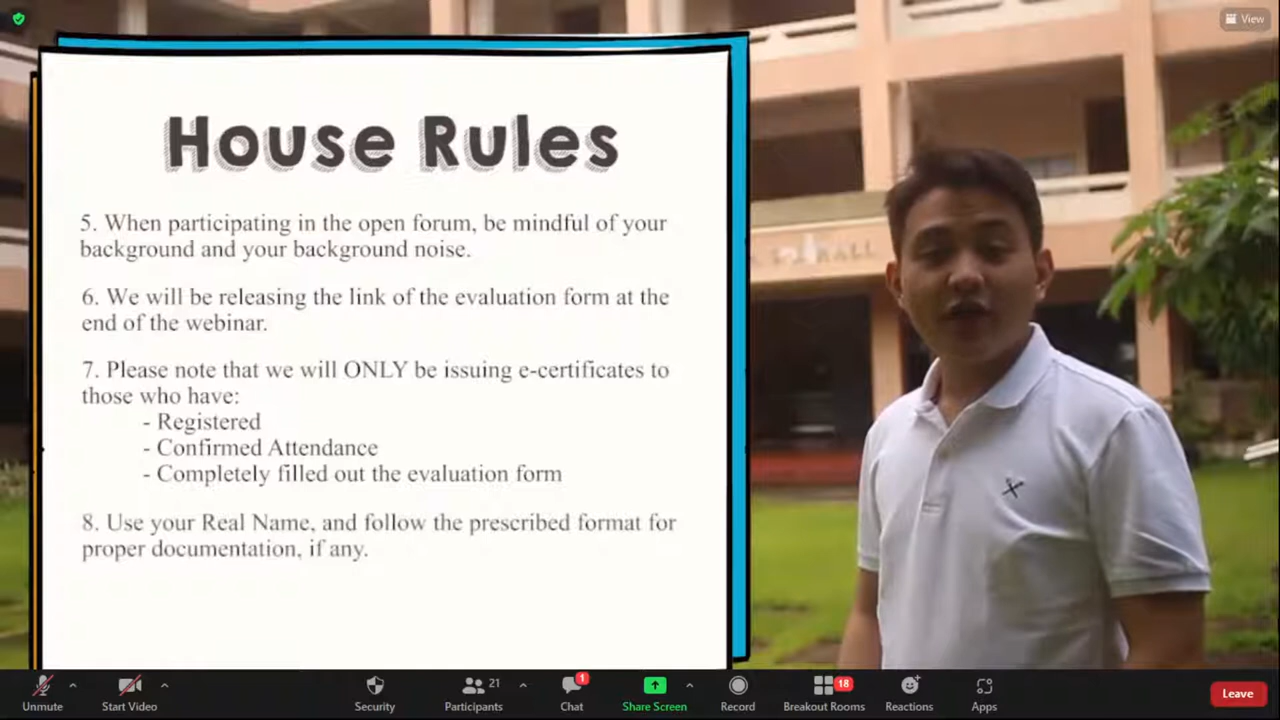 View
House Rules
5. When participating in the open forum, be mindful of your
background and your background noise.
6. We will be releasing the link of the evaluation form at the
end of the webinar.
7. Please note that we will ONLY be issuing e-certificates to
those who have:
- Registered
- Confirmed Attendance
- Completely filled out the evaluation form
8. Use your Real Name, and follow the prescribed format for
proper documentation, if any.
Unmute
Start Video
Security
Participants
21
Chat
1
Share Screen
Record
Breakout Rooms
18
Reactions
Apps
Leave